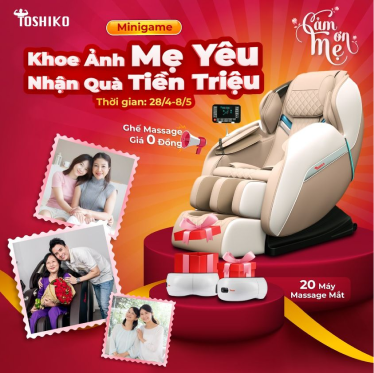 TOSHIKO
Minigame
Cảm ơn
Mẹ
Khoe Ảnh Mẹ Yêu
Nhận Quà Tiền Triệu
Thời gian: 28/4-8/5
Ghế Massage
Giá 0 Đồng
20 Máy
Massage Mắt